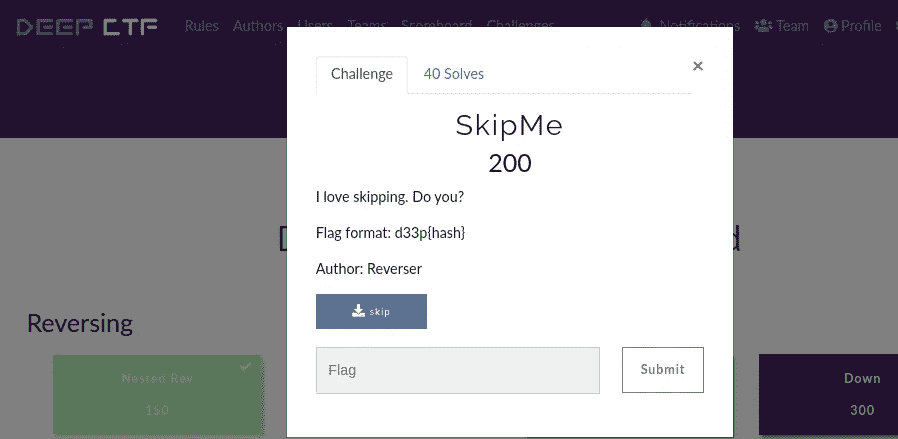 DEEP CTF Rules Authors Users Teams Scoreboard Challenges Notifications Team Profile
Challenge 40 Solves ×
SkipMe
200
I love skipping. Do you?
Flag format: d33p{hash}
Author: Reverser
skip
Flag Submit
Reversing
Nested Rev
150
Down
300